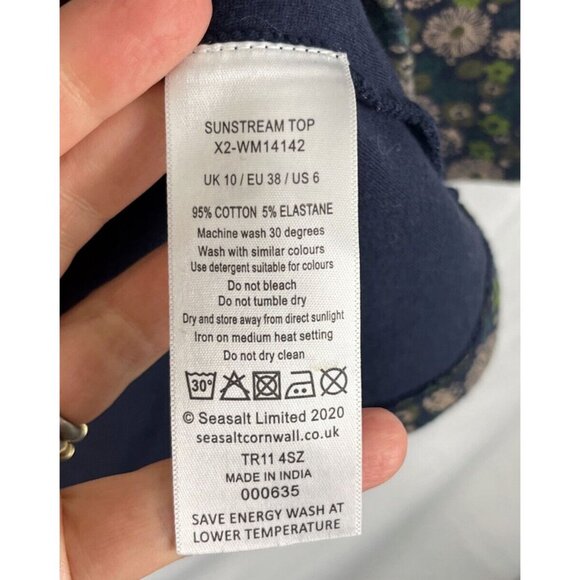 SUNSTREAM TOP
X2-WM14142
UK 10 / EU 38 / US 6
95% COTTON 5% ELASTANE
Machine wash 30 degrees
Wash with similar colours
Use detergent suitable for colours
Do not bleach
Do not tumble dry
Dry and store away from direct sunlight
Iron on medium heat setting
Do not dry clean
30°
© Seasalt Limited 2020
seasaltcornwall.co.uk
TR11 4SZ
MADE IN INDIA
000635
SAVE ENERGY WASH AT
LOWER TEMPERATURE